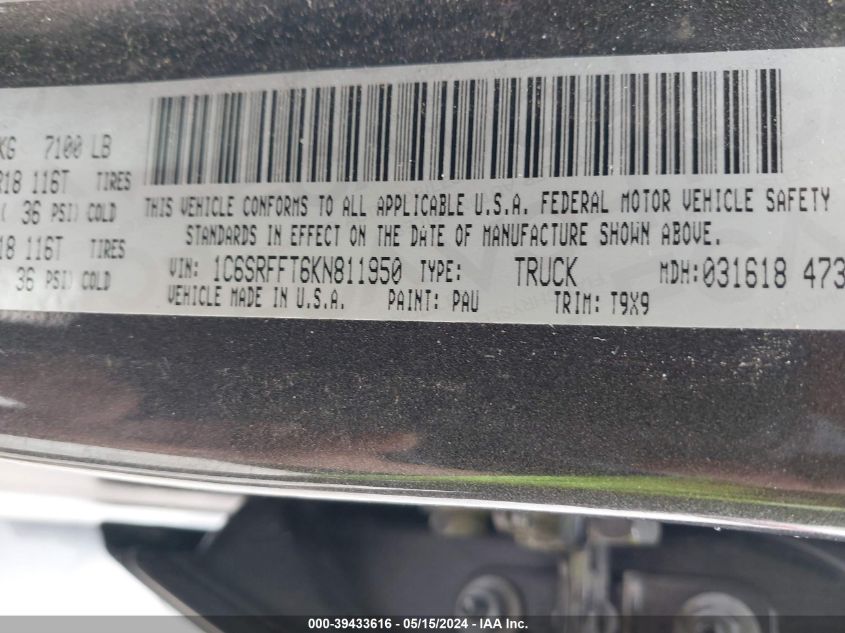 KG 7100 LB
R18 116T TIRES
( 36 PSI) COLD
18 116T TIRES
36 PSI) COLD
THIS VEHICLE CONFORMS TO ALL APPLICABLE U.S.A. FEDERAL MOTOR VEHICLE SAFETY
STANDARDS IN EFFECT ON THE DATE OF MANUFACTURE SHOWN ABOVE.
VIN: 1C6SRFFT6KN811950 TYPE: TRUCK MDH:031618 473
VEHICLE MADE IN U.S.A. PAINT: PAU TRIM: T9X9
000-39433616 - 05/15/2024 - IAA Inc.